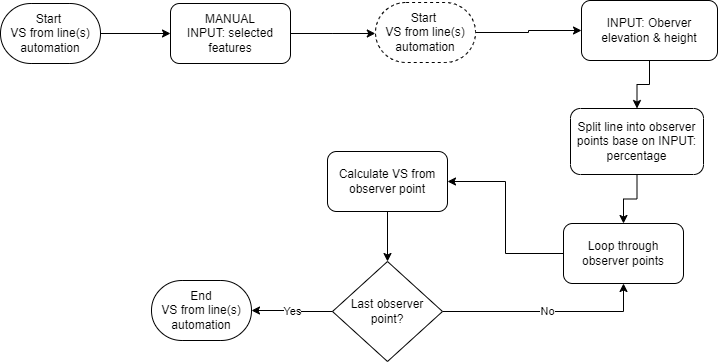 Start
VS from line(s)
automation
MANUAL
INPUT: selected
features
Start
VS from line(s)
automation
INPUT: Oberver
elevation & height
Split line into observer
points base on INPUT:
percentage
Calculate VS from
observer point
Loop through
observer points
End
VS from line(s)
automation
Yes
Last observer
point?
No